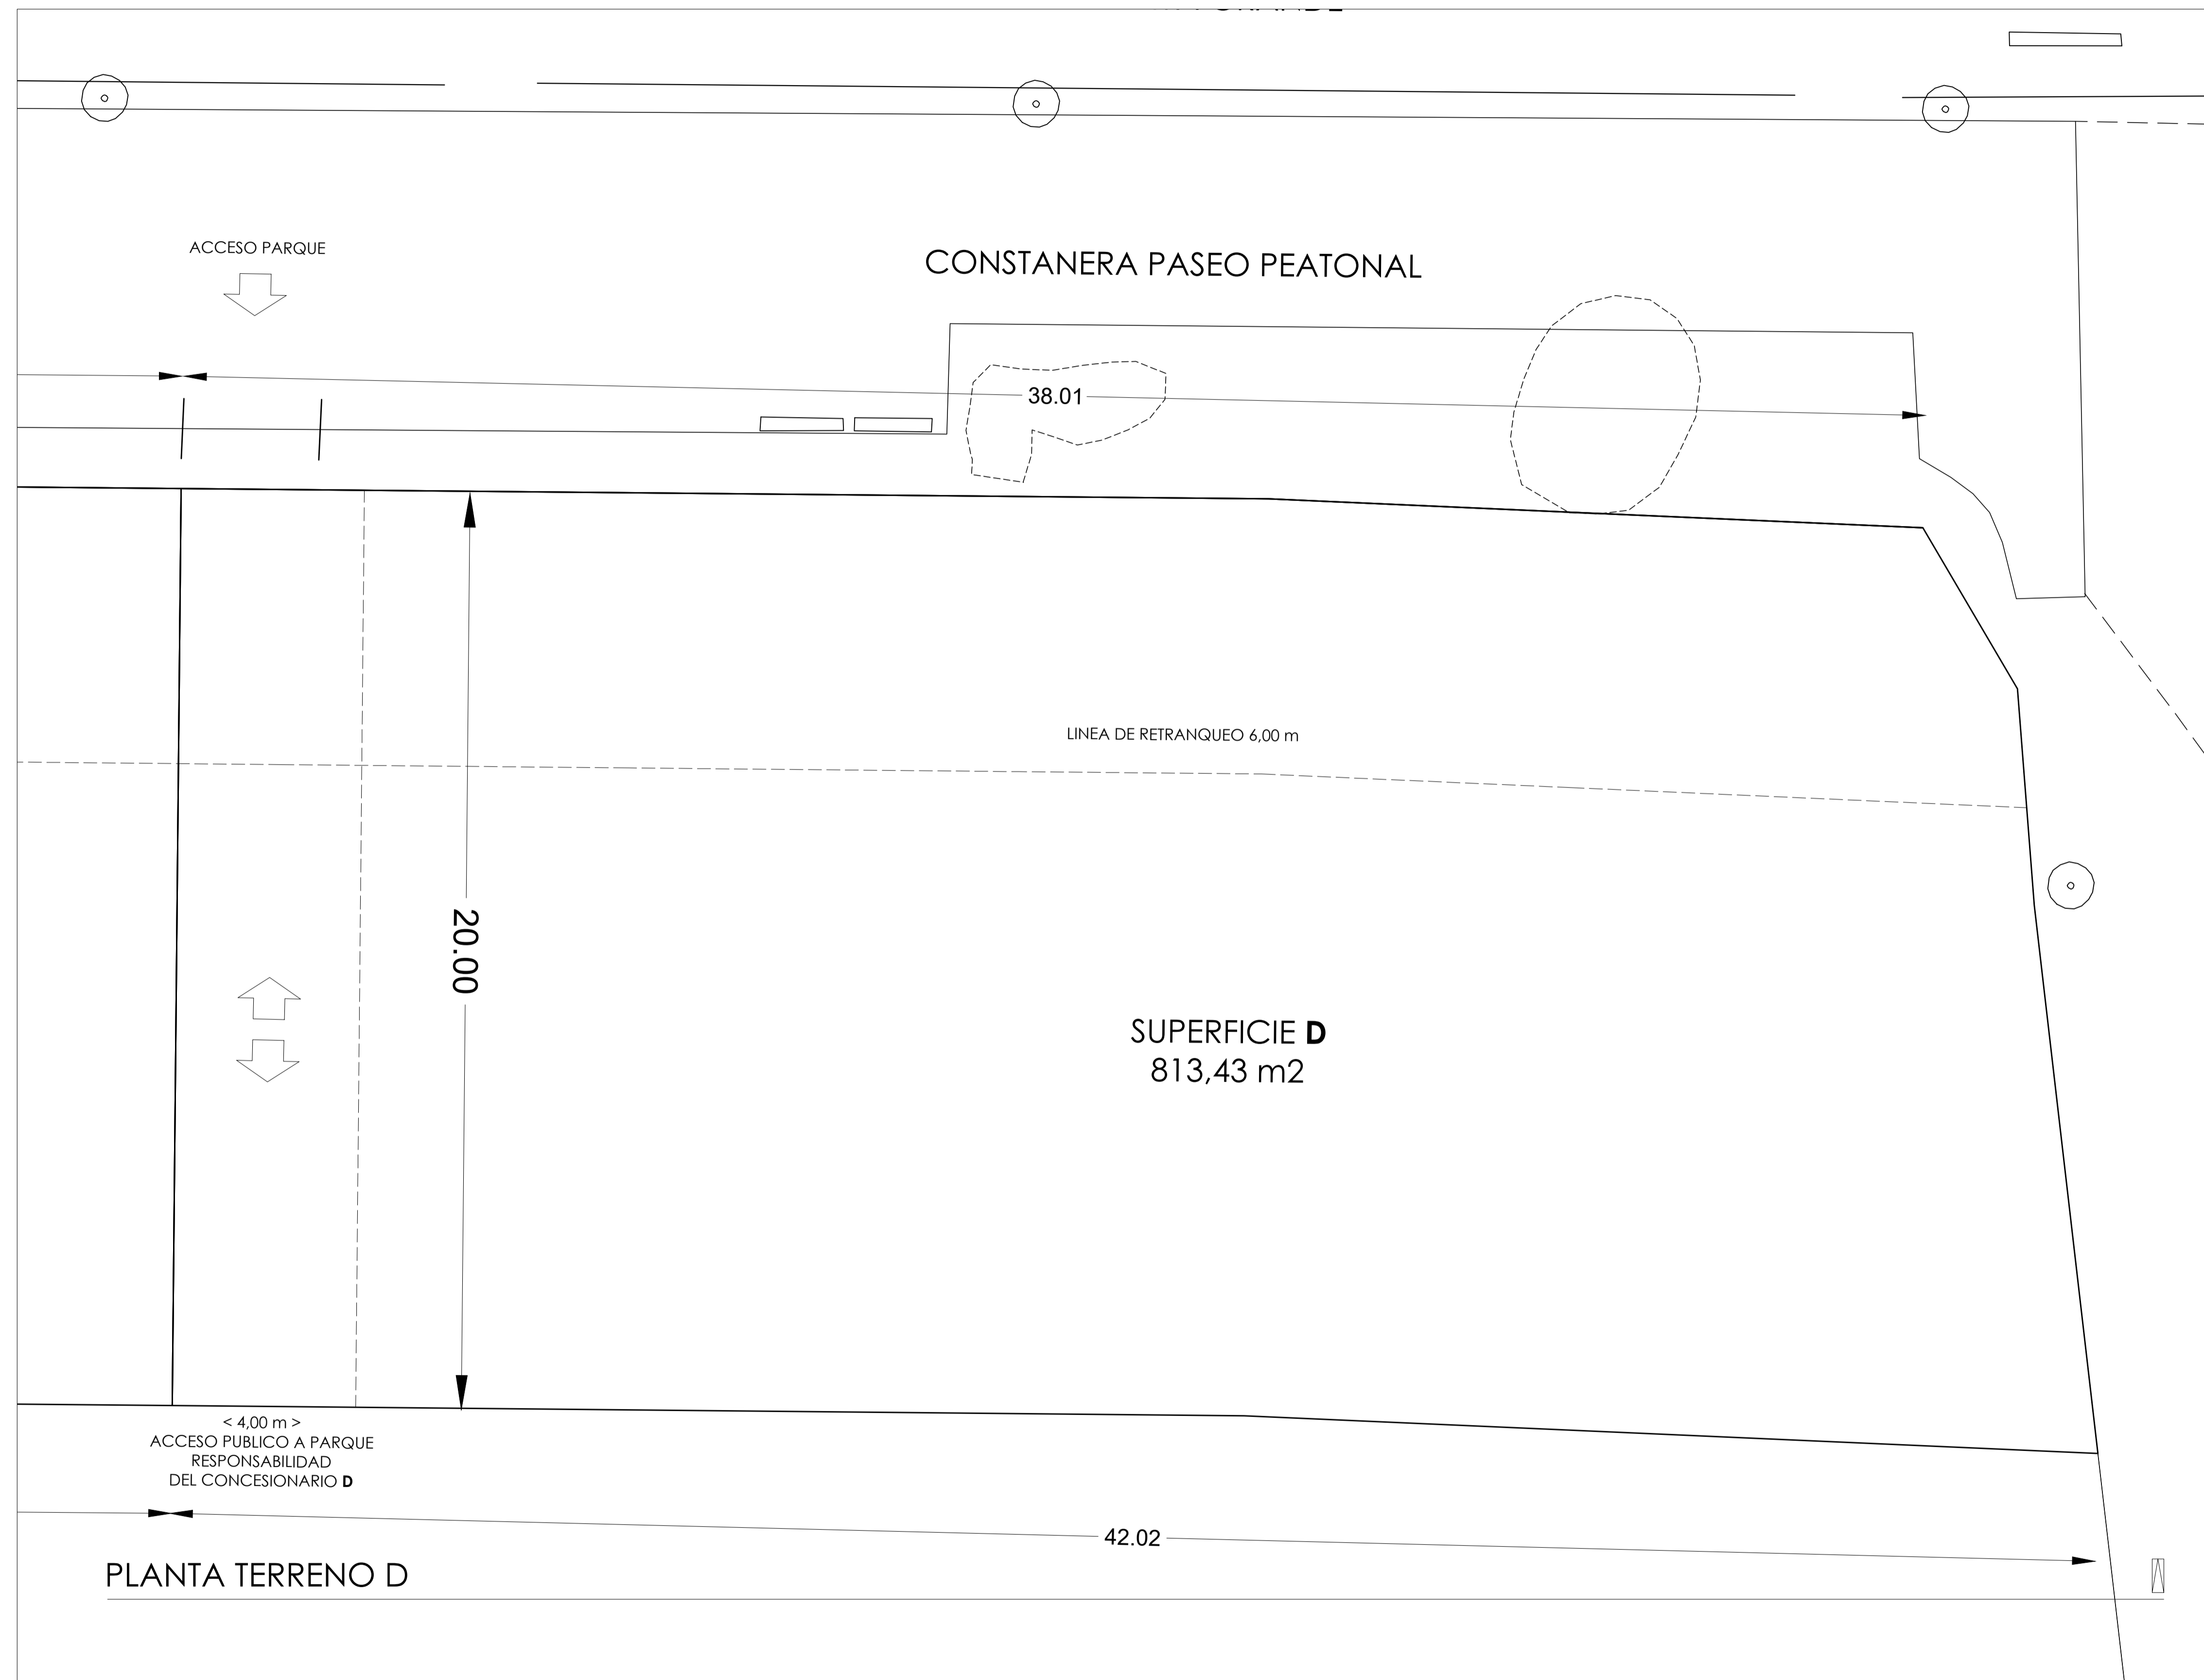 ACCESO PARQUE
CONSTANERA PASEO PEATONAL
38.01
LINEA DE RETRANQUEO 6,00 m
20.00
SUPERFICIE D
813,43 m2
< 4,00 m >
ACCESO PUBLICO A PARQUE
RESPONSABILIDAD
DEL CONCESIONARIO D
42.02
PLANTA TERRENO D